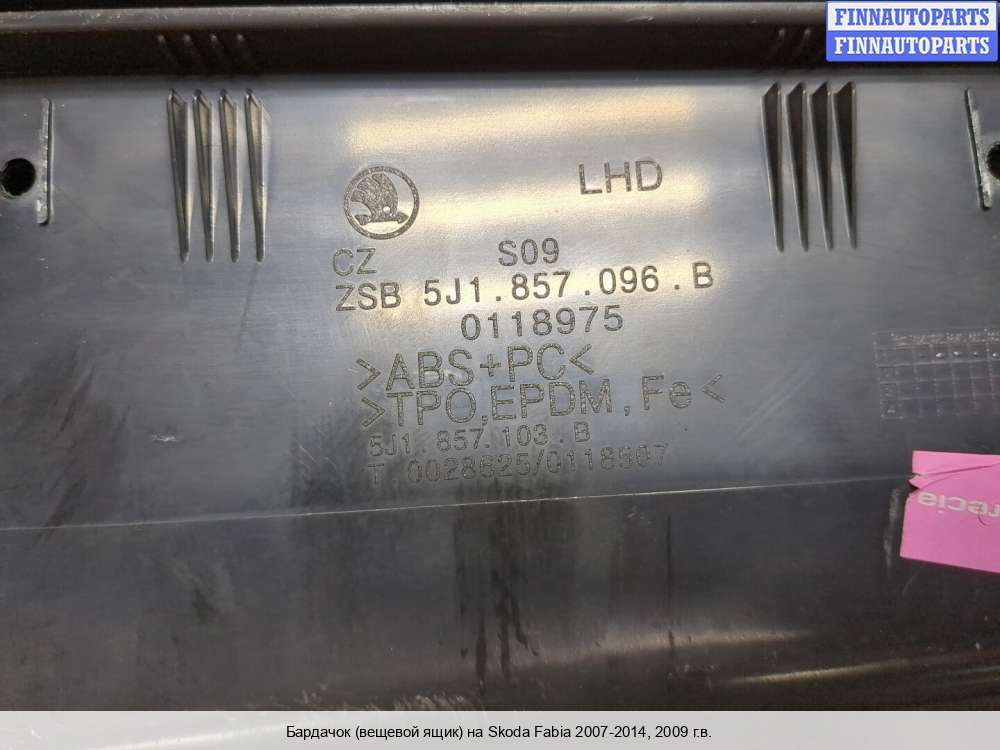 FINNAUTOPARTS
FINNAUTOPARTS
LHD
CZ S09
ZSB 5J1.857.096.B
0118975
>ABS+PC<
>TPO,EPDM,Fe<
5J1.857.103.B
T.0028625/0118507
recia
Бардачок (вещевой ящик) на Skoda Fabia 2007-2014, 2009 г.в.